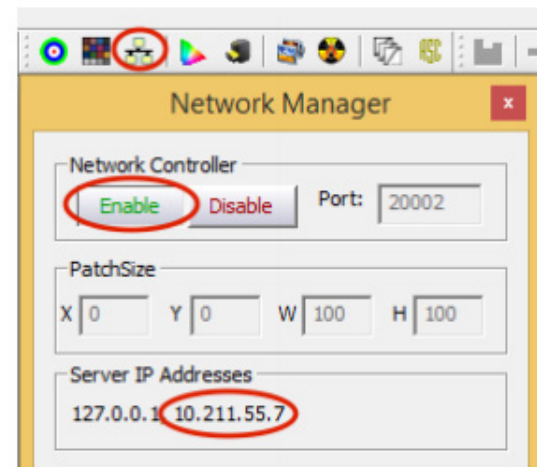 ASC
Network Manager
x
Network Controller
Enable Disable Port: 20002
PatchSize
X 0 Y 0 W 100 H 100
Server IP Addresses
127.0.0.1 10.211.55.7